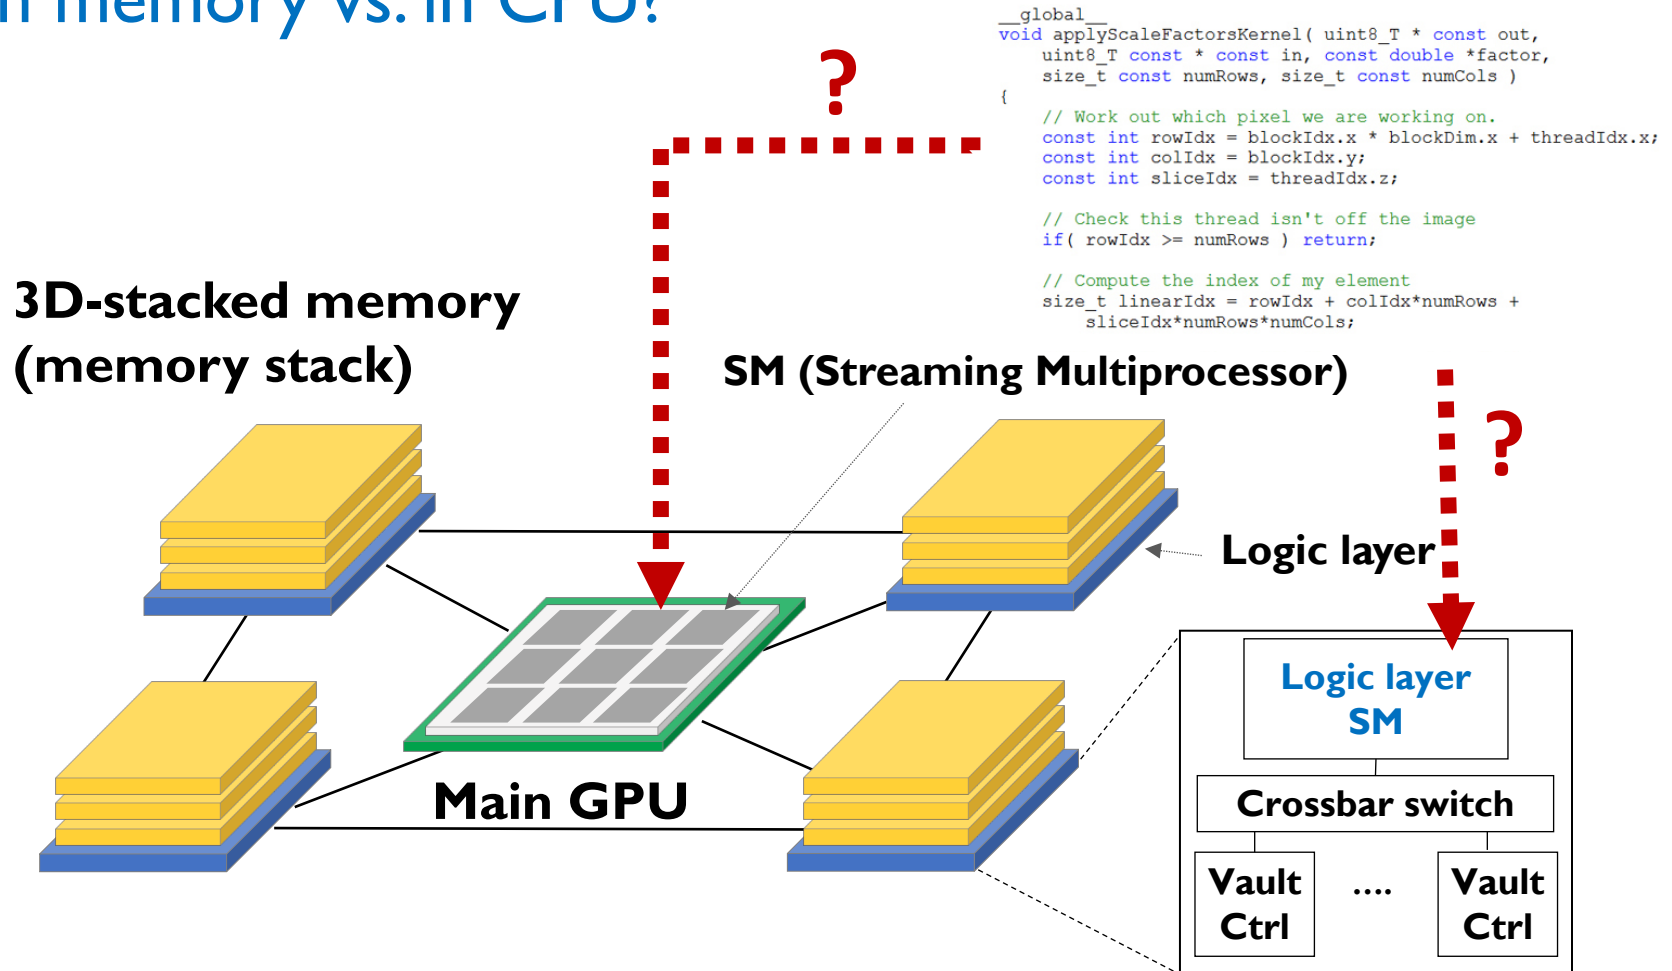 memory vs. in CPU?
__global__
void applyScaleFactorsKernel( uint8_T * const out,
uint8_T const * const in, const double *factor,
size_t const numRows, size_t const numCols )
{
// Work out which pixel we are working on.
const int rowIdx = blockIdx.x * blockDim.x + threadIdx.x;
const int colIdx = blockIdx.y;
const int sliceIdx = threadIdx.z;
// Check this thread isn't off the image
if( rowIdx >= numRows ) return;
// Compute the index of my element
size_t linearIdx = rowIdx + colIdx*numRows +
sliceIdx*numRows*numCols;
?
3D-stacked memory
(memory stack)
SM (Streaming Multiprocessor)
?
Logic layer
Main GPU
Logic layer
SM
Crossbar switch
Vault
Ctrl
....
Vault
Ctrl